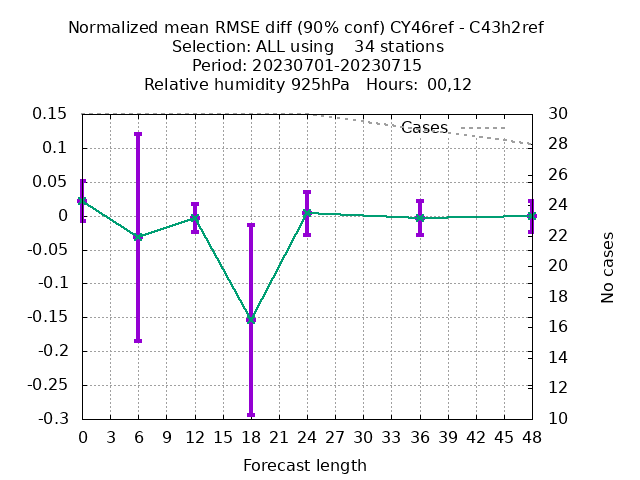 Normalized mean RMSE diff (90% conf) CY46ref - C43h2ref
Selection: ALL using    34 stations
Period: 20230701-20230715
Relative humidity 925hPa   Hours:  00,12
0.15
0.1
0.05
0
-0.05
-0.1
-0.15
-0.2
-0.25
-0.3
Cases
30
28
26
24
22
20
18
16
14
12
10
No cases
0 3 6 9 12 15 18 21 24 27 30 33 36 39 42 45 48
Forecast length